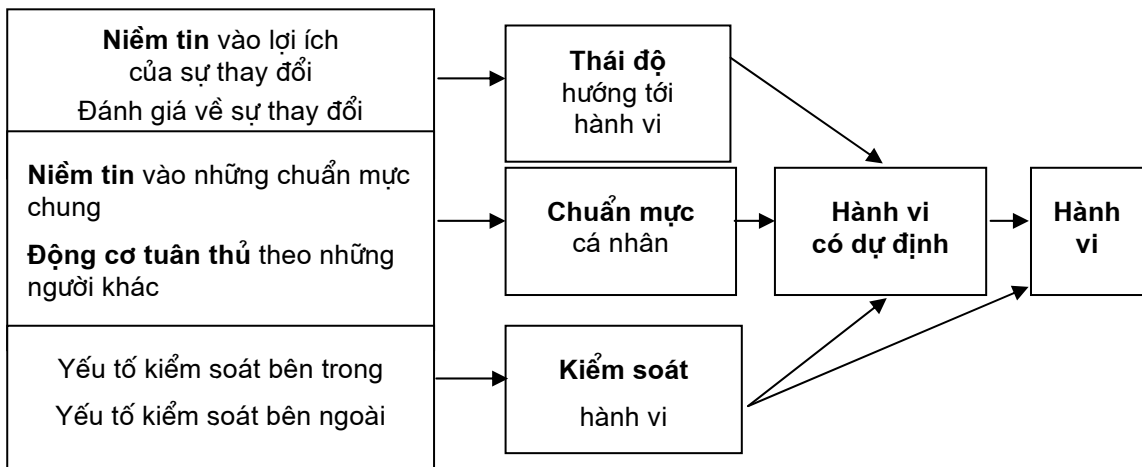 Niềm tin vào lợi ích
của sự thay đổi
Đánh giá về sự thay đổi
Niềm tin vào những chuẩn mực
chung
Động cơ tuân thủ theo những
người khác
Yếu tố kiểm soát bên trong
Yếu tố kiểm soát bên ngoài
Thái độ
hướng tới
hành vi
Chuẩn mực
cá nhân
Kiểm soát
hành vi
Hành vi
có dự định
Hành
vi